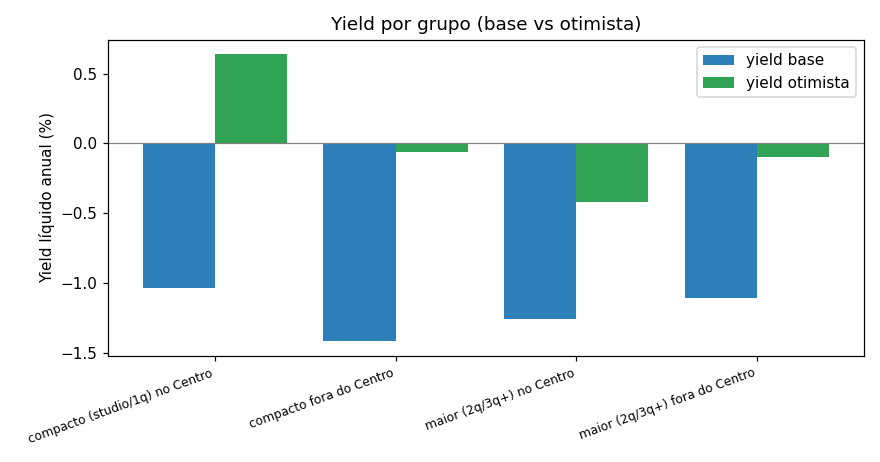 Yield por grupo (base vs otimista)
yield base
yield otimista
Yield líquido anual (%)
0.5
0.0
−0.5
−1.0
−1.5
compacto (studio/1q) no Centro
compacto fora do Centro
maior (2q/3q+) no Centro
maior (2q/3q+) fora do Centro